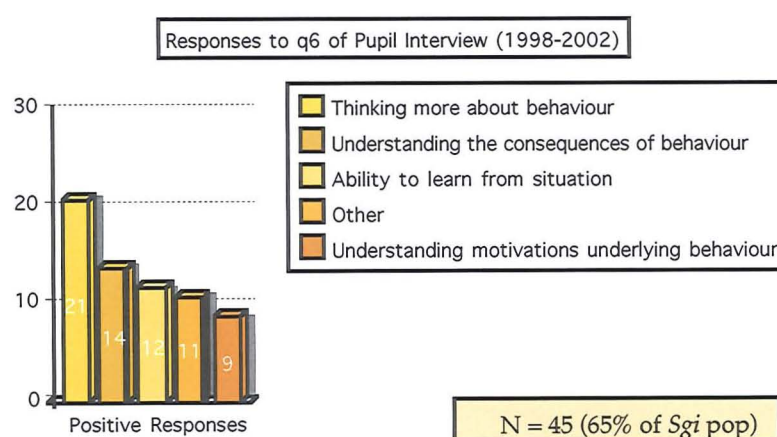 Responses to q6 of Pupil Interview (1998-2002)
Thinking more about behaviour
Understanding the consequences of behaviour
Ability to learn from situation
Other
Understanding motivations underlying behaviour
30
20
10
0
21
14
12
11
9
Positive Responses
N = 45 (65% of Sgi pop)